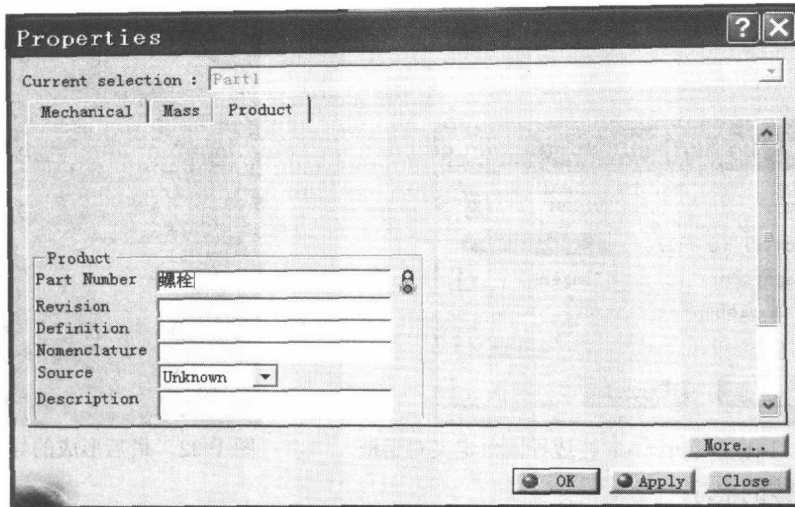 Properties
Current selection : Part1
Mechanical Mass Product
Product
Part Number 螺栓
Revision
Definition
Nomenclature
Source Unknown
Description
More...
OK Apply Close